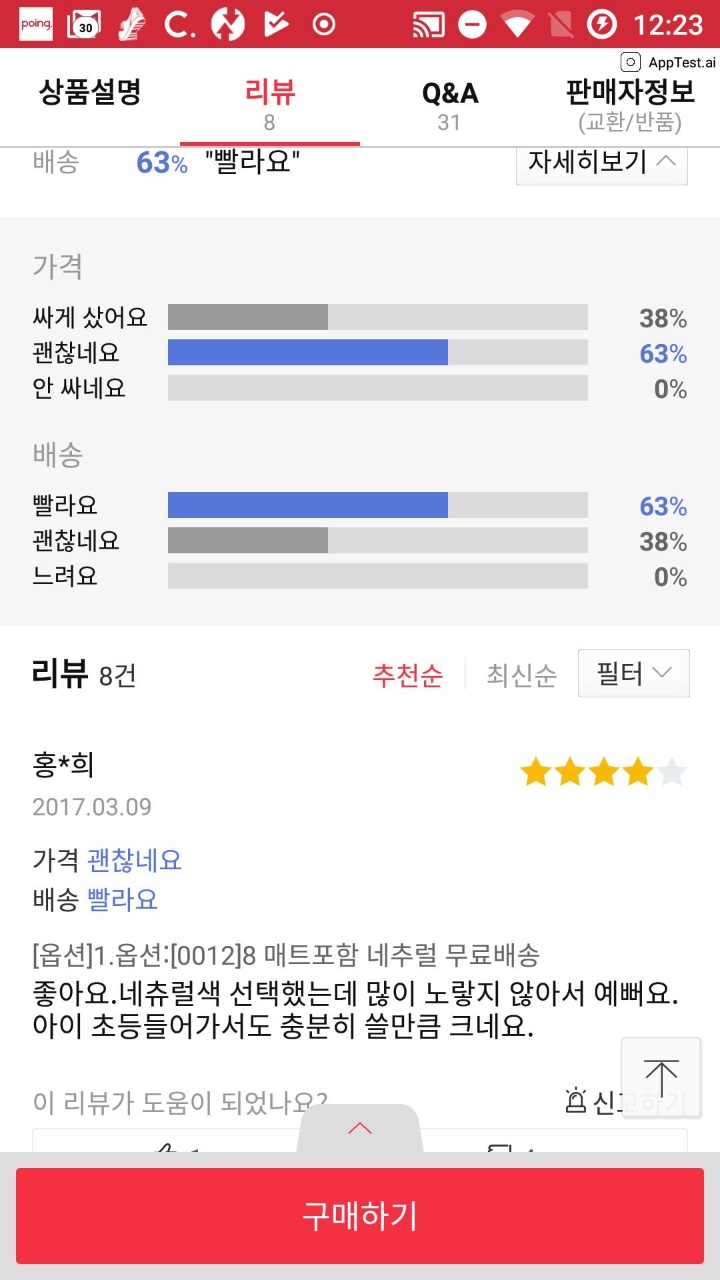 poing
30
C.
12:23
AppTest.ai
상품설명
리뷰
8
Q&A
31
판매자정보
(교환/반품)
배송 63% "빨라요" 자세히보기
가격
싸게 샀어요 38%
괜찮네요 63%
안 싸네요 0%
배송
빨라요 63%
괜찮네요 38%
느려요 0%
리뷰 8건 추천순 최신순 필터
홍*희
2017.03.09
가격 괜찮네요
배송 빨라요
[옵션]1.옵션:[0012]8 매트포함 네추럴 무료배송
좋아요.네츄럴색 선택했는데 많이 노랗지 않아서 예뻐요.
아이 초등들어가서도 충분히 쓸만큼 크네요.
이 리뷰가 도움이 되었나요? 신고하기
구매하기